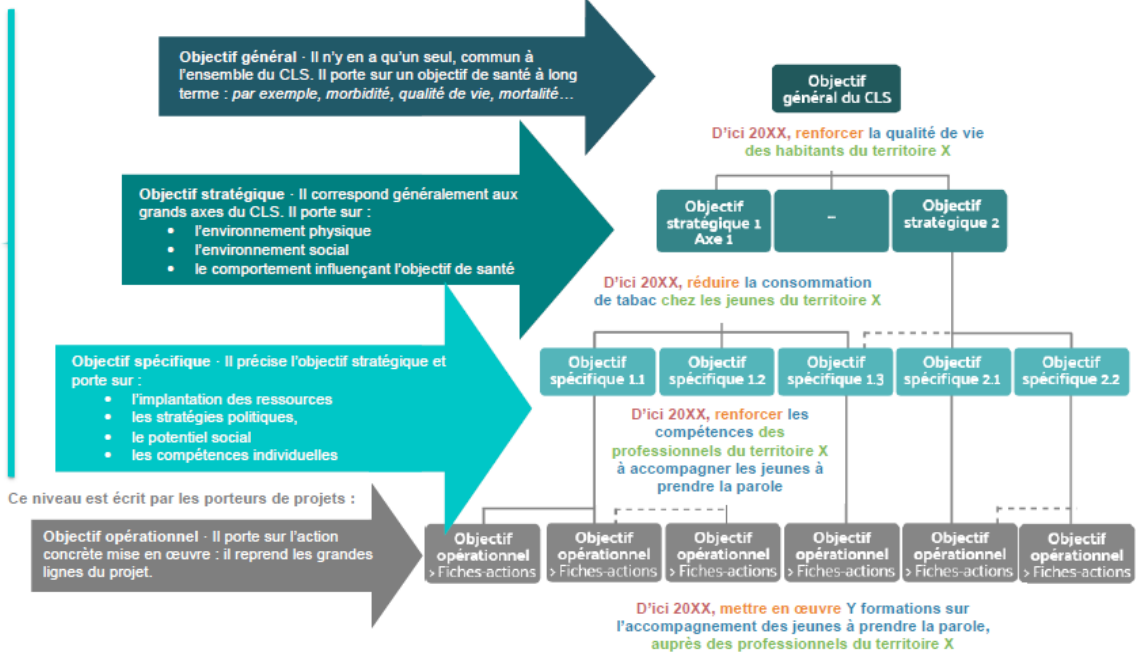 Objectif général - Il n'y en a qu'un seul, commun à
l'ensemble du CLS. Il porte sur un objectif de santé à long
terme : par exemple, morbidité, qualité de vie, mortalité…
Objectif
général du CLS
D'ici 20XX, renforcer la qualité de vie
des habitants du territoire X
Objectif stratégique - Il correspond généralement aux
grands axes du CLS. Il porte sur :
• l'environnement physique
• l'environnement social
• le comportement influençant l'objectif de santé
Objectif
stratégique 1
Axe 1
...
Objectif
stratégique 2
D'ici 20XX, réduire la consommation
de tabac chez les jeunes du territoire X
Objectif spécifique - Il précise l'objectif stratégique et
porte sur :
• l'implantation des ressources
• les stratégies politiques,
• le potentiel social
• les compétences individuelles
Objectif
spécifique 1.1
Objectif
spécifique 1.2
Objectif
spécifique 1.3
Objectif
spécifique 2.1
Objectif
spécifique 2.2
D'ici 20XX, renforcer les
compétences des
professionnels du territoire X
à accompagner les jeunes à
prendre la parole
Ce niveau est écrit par les porteurs de projets :
Objectif opérationnel - Il porte sur l'action
concrète mise en œuvre : il reprend les grandes
lignes du projet.
Objectif
opérationnel
> Fiches-actions
Objectif
opérationnel
> Fiches-actions
Objectif
opérationnel
> Fiches-actions
Objectif
opérationnel
> Fiches-actions
Objectif
opérationnel
> Fiches-actions
Objectif
opérationnel
> Fiches-actions
D'ici 20XX, mettre en œuvre Y formations sur
l'accompagnement des jeunes à prendre la parole,
auprès des professionnels du territoire X